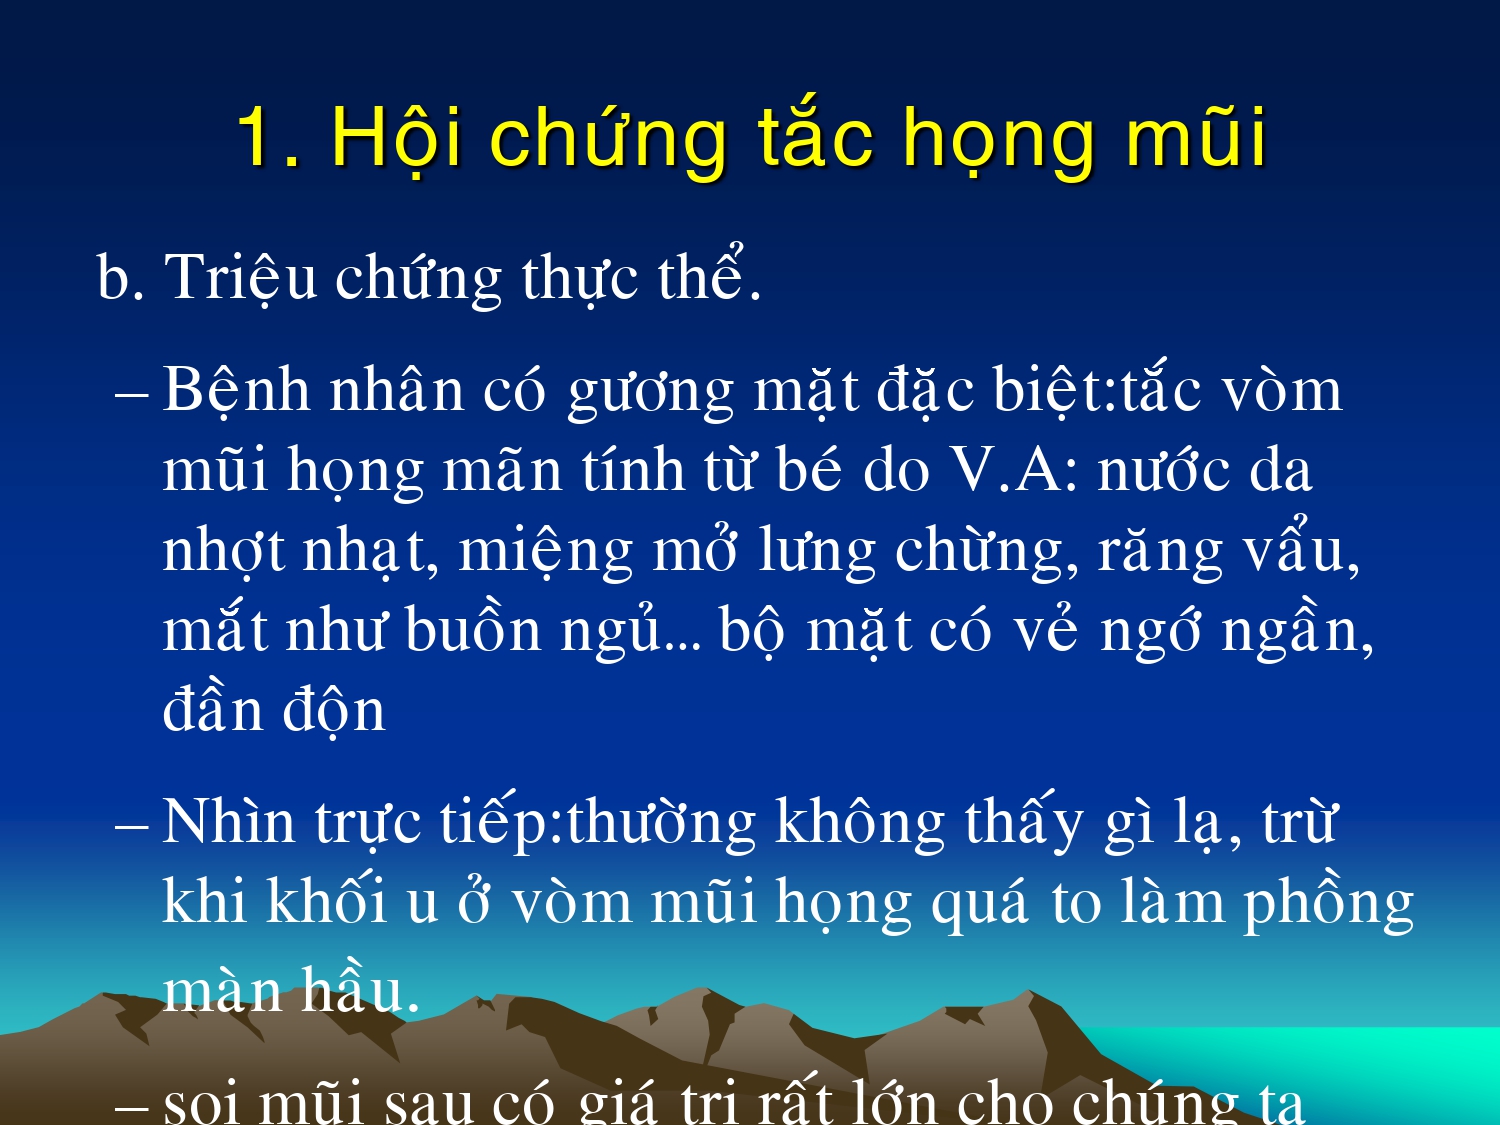 1. Hội chứng tắc họng mũi
b. Triệu chứng thực thể.
– Bệnh nhân có gương mặt đặc biệt:tắc vòm
mũi họng mãn tính từ bé do V.A: nước da
nhợt nhạt, miệng mở lưng chừng, răng vẩu,
mắt như buồn ngủ... bộ mặt có vẻ ngớ ngần,
đần độn
– Nhìn trực tiếp:thường không thấy gì lạ, trừ
khi khối u ở vòm mũi họng quá to làm phồng
màn hầu.
– soi mũi sau có giá trị rất lớn cho chúng ta